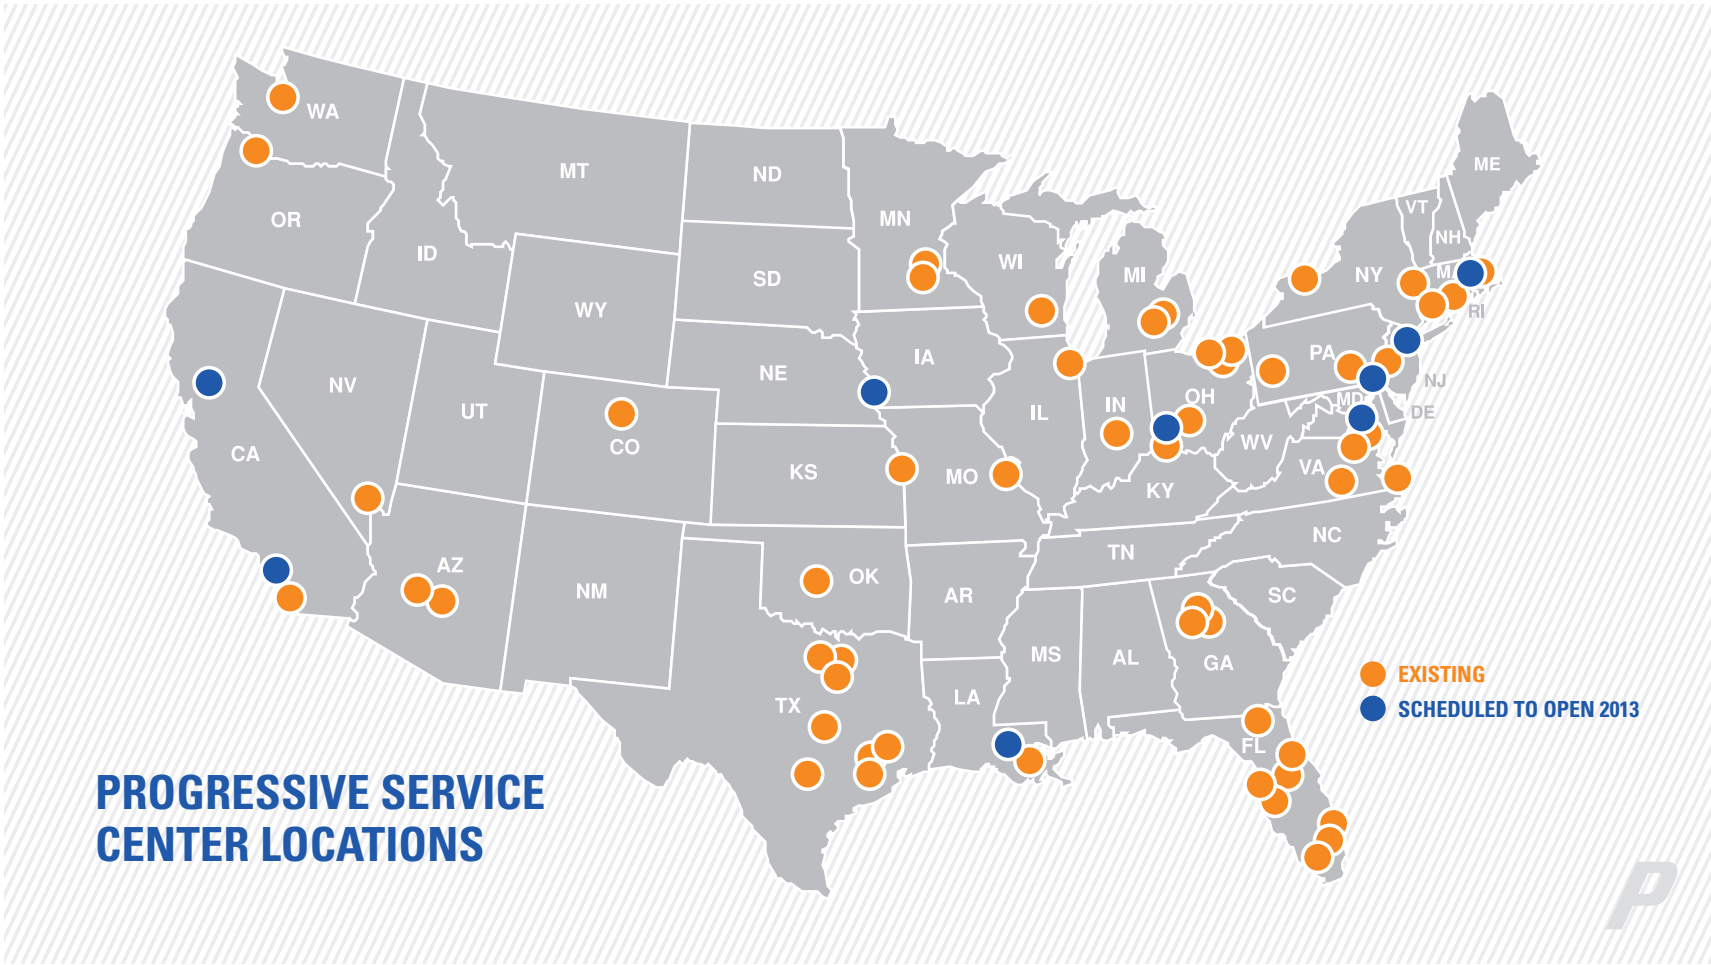 WA
MT
ND
ME
OR
MN
VT
NH
ID
WI
MI
NY
MA
SD
WY
RI
IA
PA
NE
NV
NJ
UT
OH
MD
IN
IL
DE
CO
WV
CA
VA
KS
MO
KY
NC
TN
AZ
OK
NM
AR
SC
MS
AL
GA
EXISTING
LA
TX
SCHEDULED TO OPEN 2013
FL
PROGRESSIVE SERVICE
CENTER LOCATIONS
P